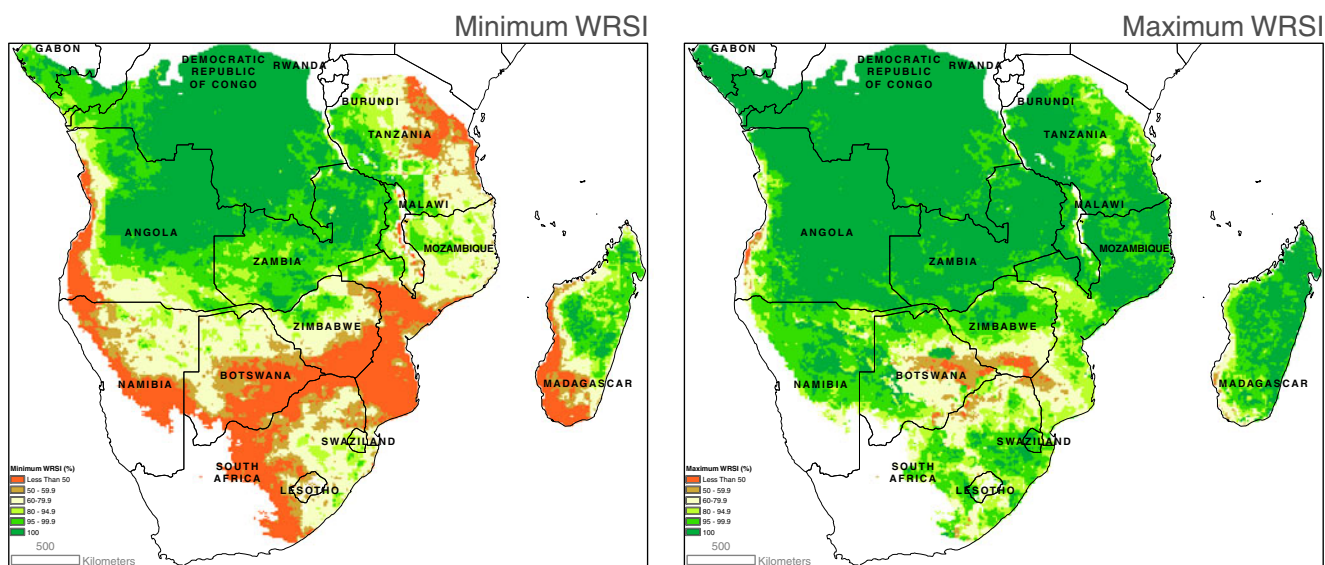 Minimum WRSI
GABON
DEMOCRATIC
REPUBLIC
OF CONGO
RWANDA
BURUNDI
TANZANIA
MALAWI
ANGOLA
MOZAMBIQUE
ZAMBIA
ZIMBABWE
NAMIBIA
BOTSWANA
MADAGASCAR
SWAZILAND
SOUTH
AFRICA
LESOTHO
Minimum WRSI (%)
Less Than 50
50 - 59.9
60-79.9
80 - 94.9
95 - 99.9
100
500
Kilometers
Maximum WRSI
GABON
DEMOCRATIC
REPUBLIC
OF CONGO
RWANDA
BURUNDI
TANZANIA
MALAWI
ANGOLA
MOZAMBIQUE
ZAMBIA
ZIMBABWE
NAMIBIA
BOTSWANA
MADAGASCAR
SWAZILAND
SOUTH
AFRICA
LESOTHO
Maximum WRSI (%)
Less Than 50
50 - 59.9
60-79.9
80 - 94.9
95 - 99.9
100
500
Kilometers